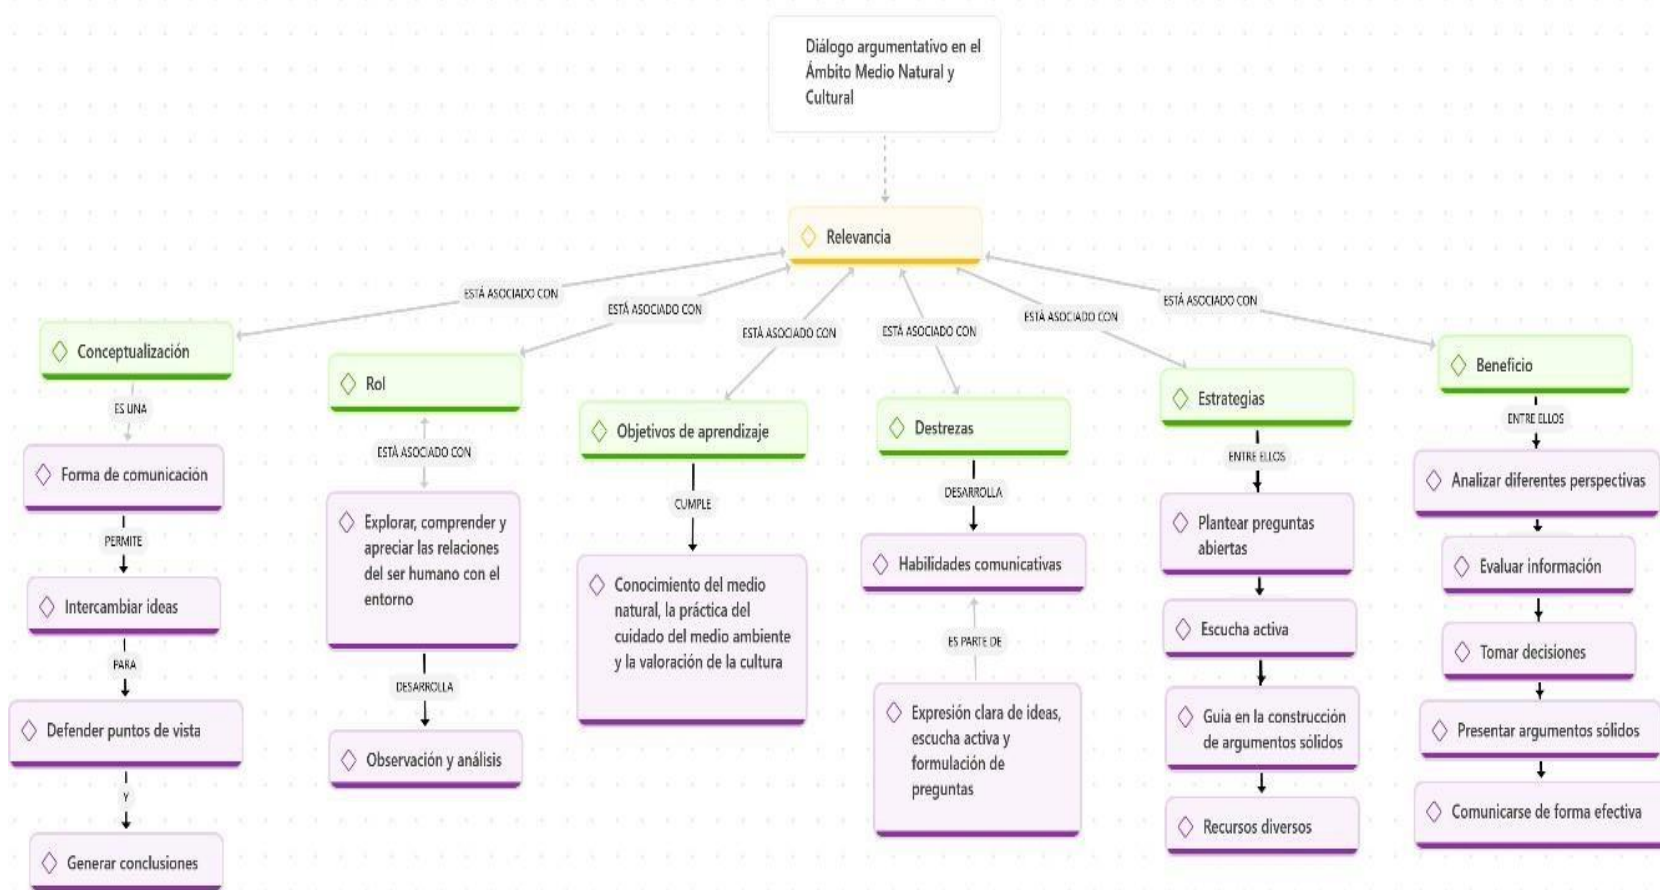 Diálogo argumentativo en el
Ámbito Medio Natural y
Cultural
Relevancia
ESTÁ ASOCIADO CON
ESTÁ ASOCIADO CON
ESTÁ ASOCIADO CON
ESTÁ ASOCIADO CON
ESTÁ ASOCIADO CON
ESTÁ ASOCIADO CON
Conceptualización
ES UNA
Forma de comunicación
PERMITE
Intercambiar ideas
PARA
Defender puntos de vista
Y
Generar conclusiones
Rol
ESTÁ ASOCIADO CON
Explorar, comprender y
apreciar las relaciones
del ser humano con el
entorno
DESARROLLA
Observación y análisis
Objetivos de aprendizaje
CUMPLE
Conocimiento del medio
natural, la práctica del
cuidado del medio ambiente
y la valoración de la cultura
Destrezas
DESARROLLA
Habilidades comunicativas
ES PARTE DE
Expresión clara de ideas,
escucha activa y
formulación de
preguntas
Estrategias
ENTRE ELLOS
Plantear preguntas
abiertas
Escucha activa
Guia en la construcción
de argumentos sólidos
Recursos diversos
Beneficio
ENTRE ELLOS
Analizar diferentes perspectivas
Evaluar información
Tomar decisiones
Presentar argumentos sólidos
Comunicarse de forma efectiva